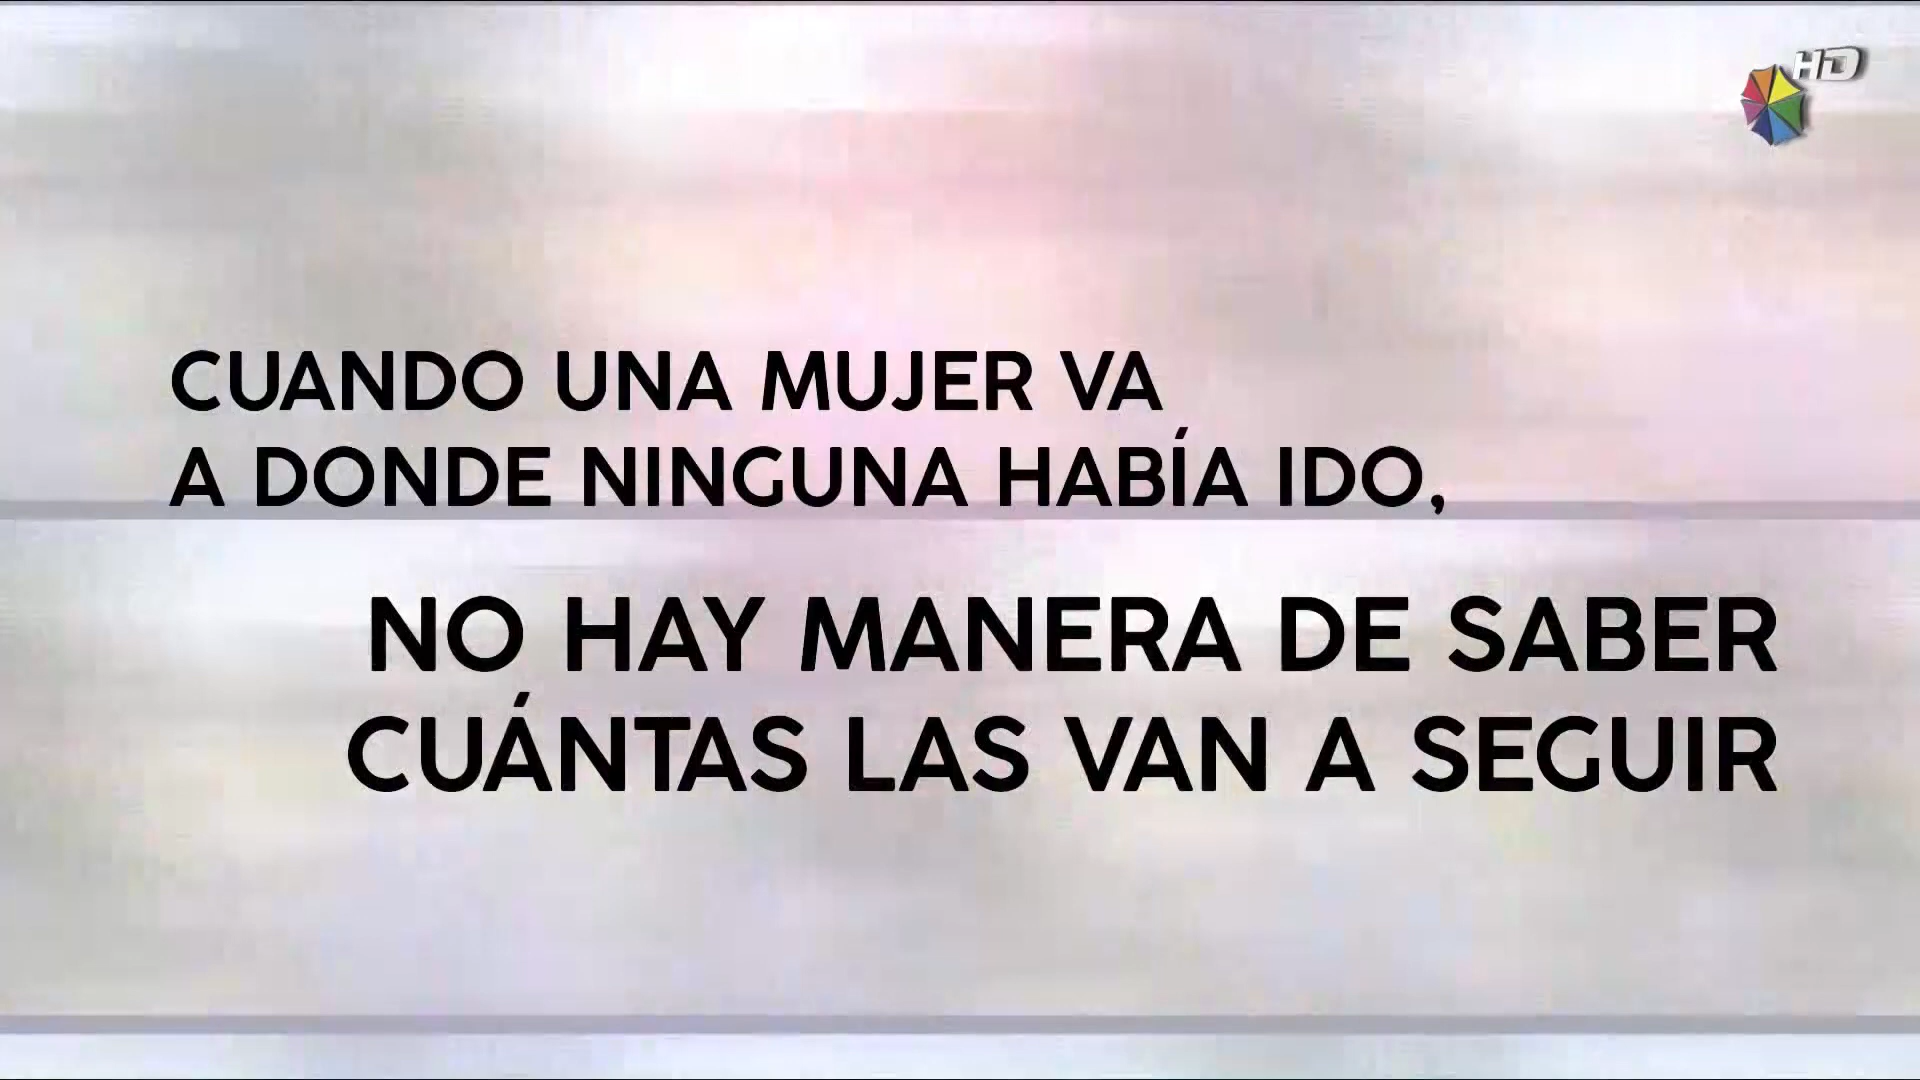 HD
CUANDO UNA MUJER VA
A DONDE NINGUNA HABÍA IDO,
NO HAY MANERA DE SABER
CUÁNTAS LAS VAN A SEGUIR